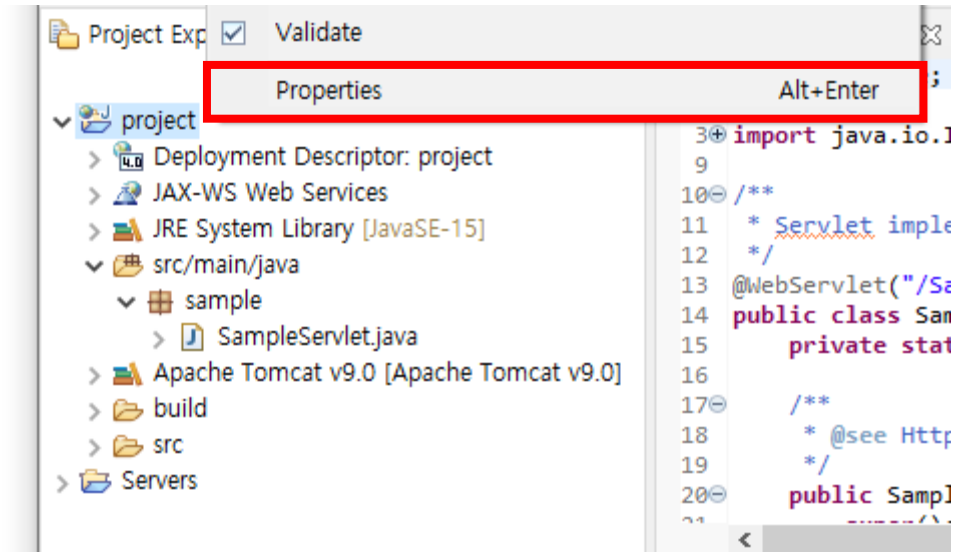 Project Exp
Validate
Properties Alt+Enter
;
project
Deployment Descriptor: project
JAX-WS Web Services
JRE System Library [JavaSE-15]
src/main/java
sample
SampleServlet.java
Apache Tomcat v9.0 [Apache Tomcat v9.0]
build
src
Servers
3 import java.io.I
9
10 /**
11 * Servlet imple
12 */
13 @WebServlet("/Sa
14 public class Sam
15 private stat
16
17 /**
18 * @see Http
19 */
20 public Sampl